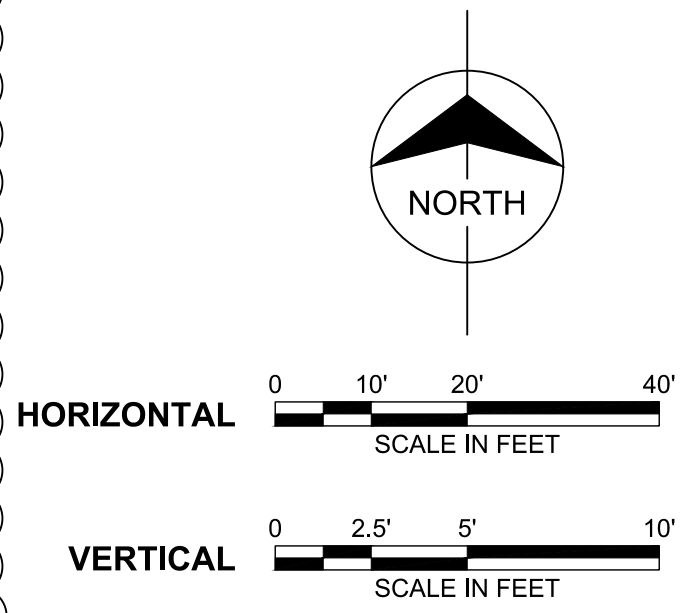 NORTH
0 10' 20' 40'
HORIZONTAL
SCALE IN FEET
0 2.5' 5' 10'
VERTICAL
SCALE IN FEET